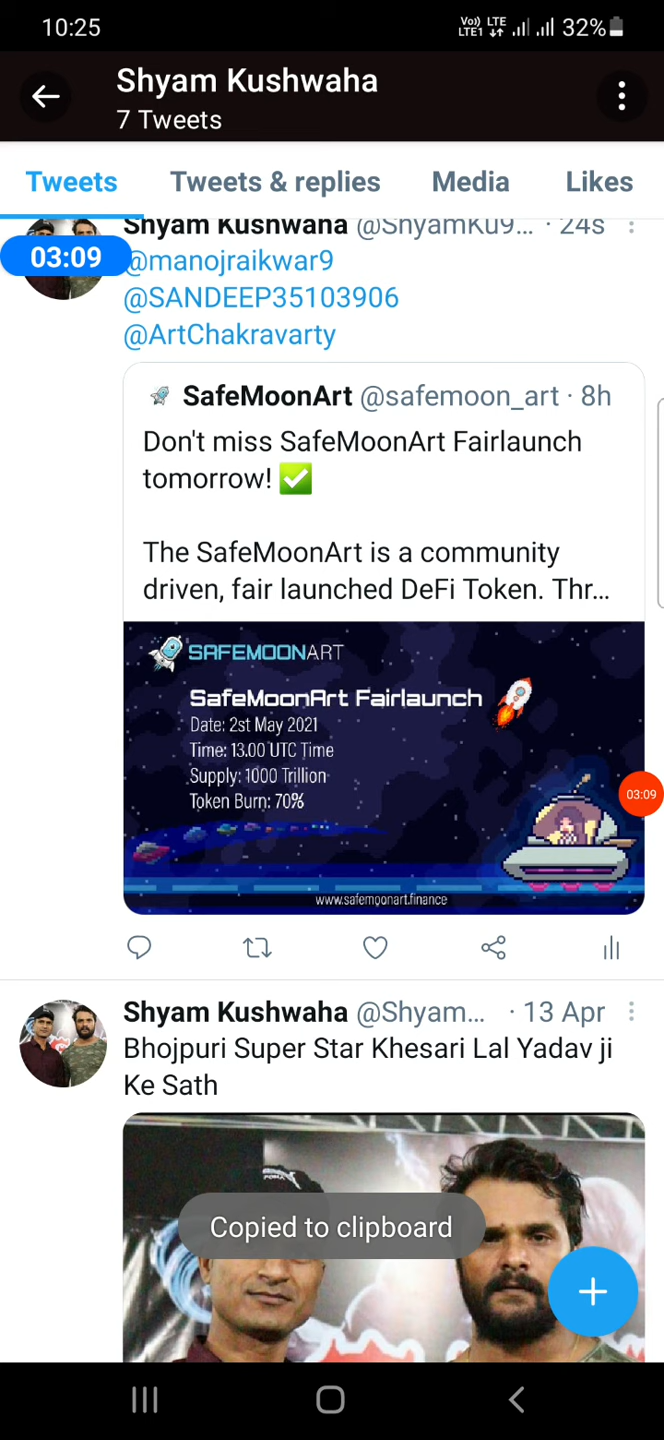 10:25
Vo)) LTE
LTE1
32%
Shyam Kushwaha
7 Tweets
Tweets
Tweets & replies
Media
Likes
Shyam Kushwaha @ShyamKu9... · 24s
03:09
@manojraikwar9
@SANDEEP35103906
@ArtChakravarty
SafeMoonArt @safemoon_art · 8h
Don't miss SafeMoonArt Fairlaunch
tomorrow! ✅
The SafeMoonArt is a community
driven, fair launched DeFi Token. Thr...
SAFEMOONART
SafeMoonArt Fairlaunch
Date: 2st May 2021
Time: 13.00 UTC Time
Supply: 1000 Trillion
Token Burn: 70%
03:09
www.safemoonart.finance
Shyam Kushwaha @Shyam... · 13 Apr
Bhojpuri Super Star Khesari Lal Yadav ji
Ke Sath
Copied to clipboard